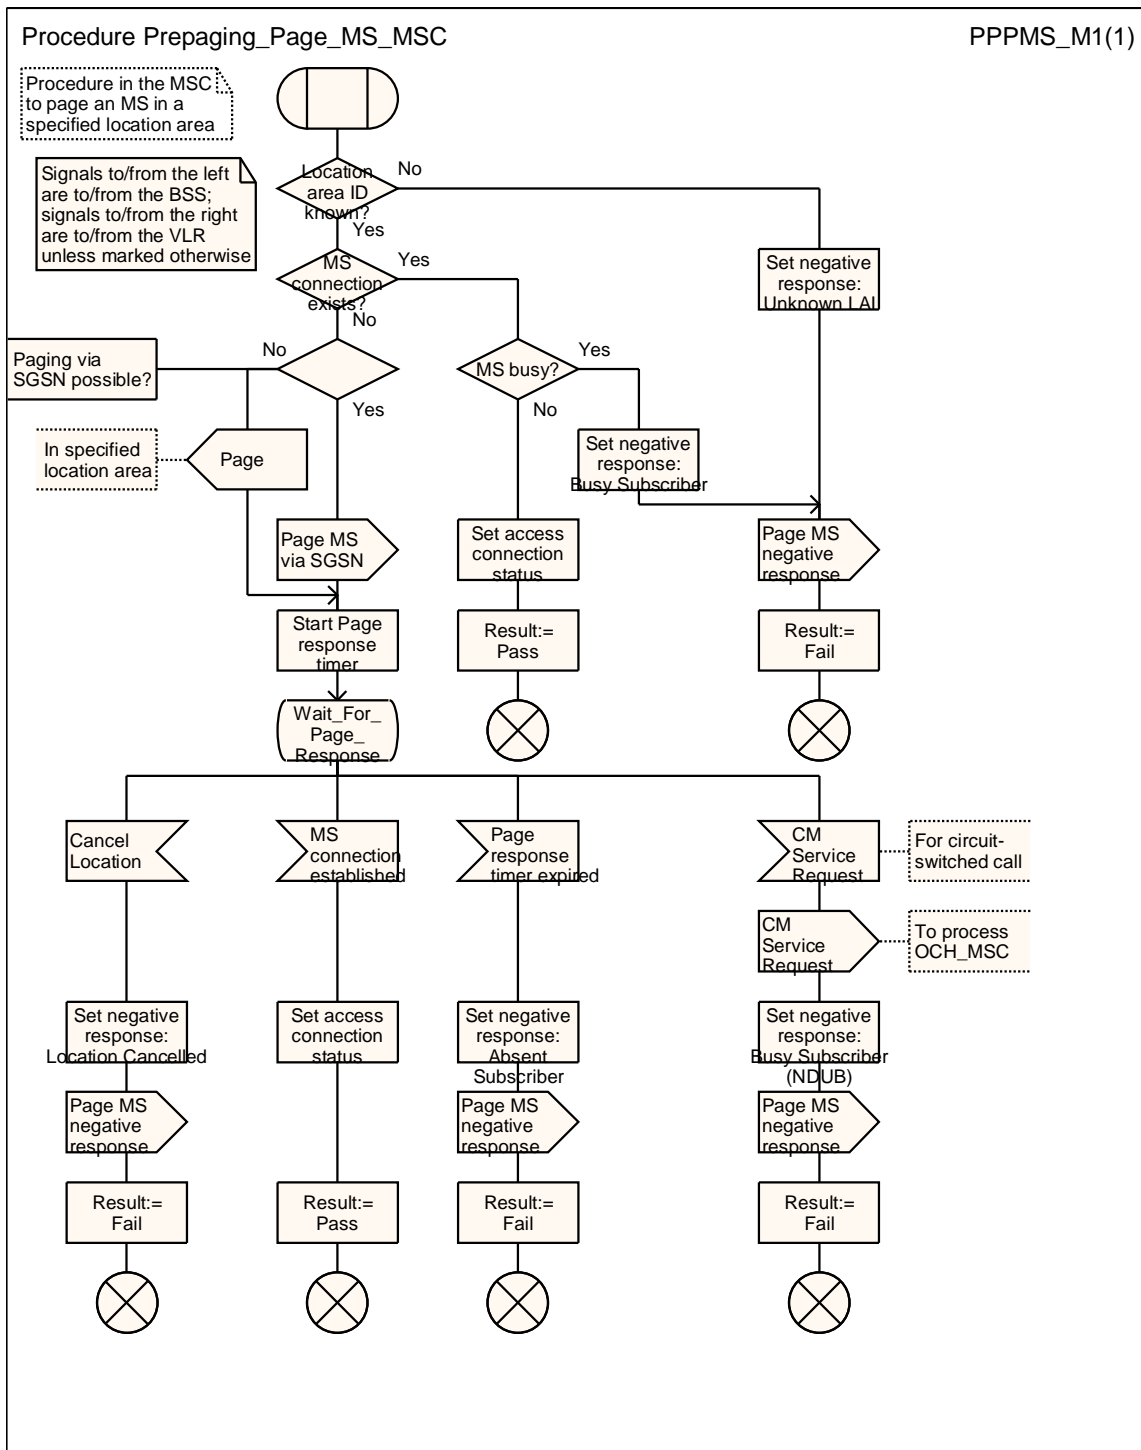 Procedure Prepaging_Page_MS_MSC
PPPMS_M1(1)
Procedure in the MSC
to page an MS in a
specified location area
Signals to/from the left
are to/from the BSS;
signals to/from the right
are to/from the VLR
unless marked otherwise
Location
area ID
known?
No
Yes
MS
connection
exists?
Yes
No
Set negative
response:
Unknown LAI
Paging via
SGSN possible?
No
Yes
MS busy?
Yes
No
In specified
location area
Page
Set negative
response:
Busy Subscriber
Page MS
via SGSN
Set access
connection
status
Page MS
negative
response
Start Page
response
timer
Result:=
Pass
Result:=
Fail
Wait_For_
Page_
Response
Cancel
Location
MS
connection
established
Page
response
timer expired
CM
Service
Request
For circuit-
switched call
CM
Service
Request
To process
OCH_MSC
Set negative
response:
Location Cancelled
Set access
connection
status
Set negative
response:
Absent
Subscriber
Set negative
response:
Busy Subscriber
(NDUB)
Page MS
negative
response
Page MS
negative
response
Page MS
negative
response
Result:=
Fail
Result:=
Pass
Result:=
Fail
Result:=
Fail